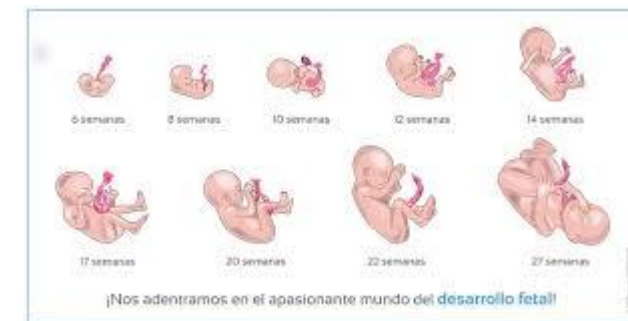 6 semanas
8 semanas
10 semanas
12 semanas
14 semanas
17 semanas
20 semanas
22 semanas
27 semanas
¡Nos adentramos en el apasionante mundo del desarrollo fetal!